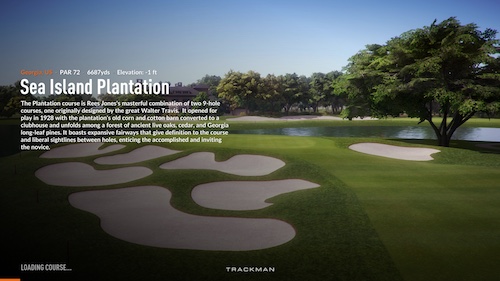 Georgia, US PAR 72 6687yds Elevation: -1 ft
Sea Island Plantation
The Plantation course is Rees Jones's masterful combination of two 9-hole
courses, one originally designed by the great Walter Travis. It opened for
play in 1928 with the plantation's old corn and cotton barn converted to a
clubhouse and unfolds among a forest of ancient live oaks, cedar, and Georgia
long-leaf pines. It boasts expansive fairways that give definition to the course
and liberal sightlines between holes, enticing the accomplished and inviting
the novice.
LOADING COURSE...
TRACKMAN